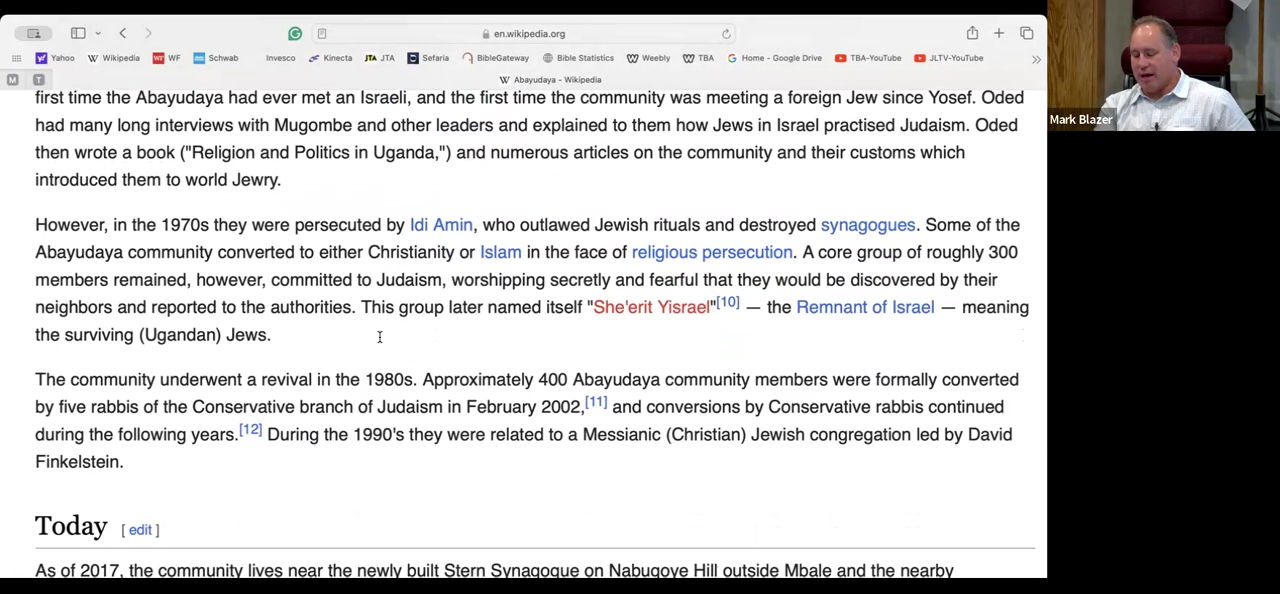 en.wikipedia.org
Yahoo
Wikipedia
WF
Schwab
Invesco
Kinecta
JTA
JTA
Sefaria
BibleGateway
Bible Statistics
Weebly
TBA
Home - Google Drive
TBA-YouTube
JLTV-YouTube
M
T
W Abayudaya - Wikipedia
Mark Blazer
first time the Abayudaya had ever met an Israeli, and the first time the community was meeting a foreign Jew since Yosef. Oded
had many long interviews with Mugombe and other leaders and explained to them how Jews in Israel practised Judaism. Oded
then wrote a book ("Religion and Politics in Uganda,") and numerous articles on the community and their customs which
introduced them to world Jewry.
However, in the 1970s they were persecuted by Idi Amin, who outlawed Jewish rituals and destroyed synagogues. Some of the
Abayudaya community converted to either Christianity or Islam in the face of religious persecution. A core group of roughly 300
members remained, however, committed to Judaism, worshipping secretly and fearful that they would be discovered by their
neighbors and reported to the authorities. This group later named itself "She'erit Yisrael"[10] — the Remnant of Israel — meaning
the surviving (Ugandan) Jews.
The community underwent a revival in the 1980s. Approximately 400 Abayudaya community members were formally converted
by five rabbis of the Conservative branch of Judaism in February 2002,[11] and conversions by Conservative rabbis continued
during the following years.[12] During the 1990's they were related to a Messianic (Christian) Jewish congregation led by David
Finkelstein.
Today [ edit ]
As of 2017, the community lives near the newly built Stern Synagogue on Nabugoye Hill outside Mbale and the nearby